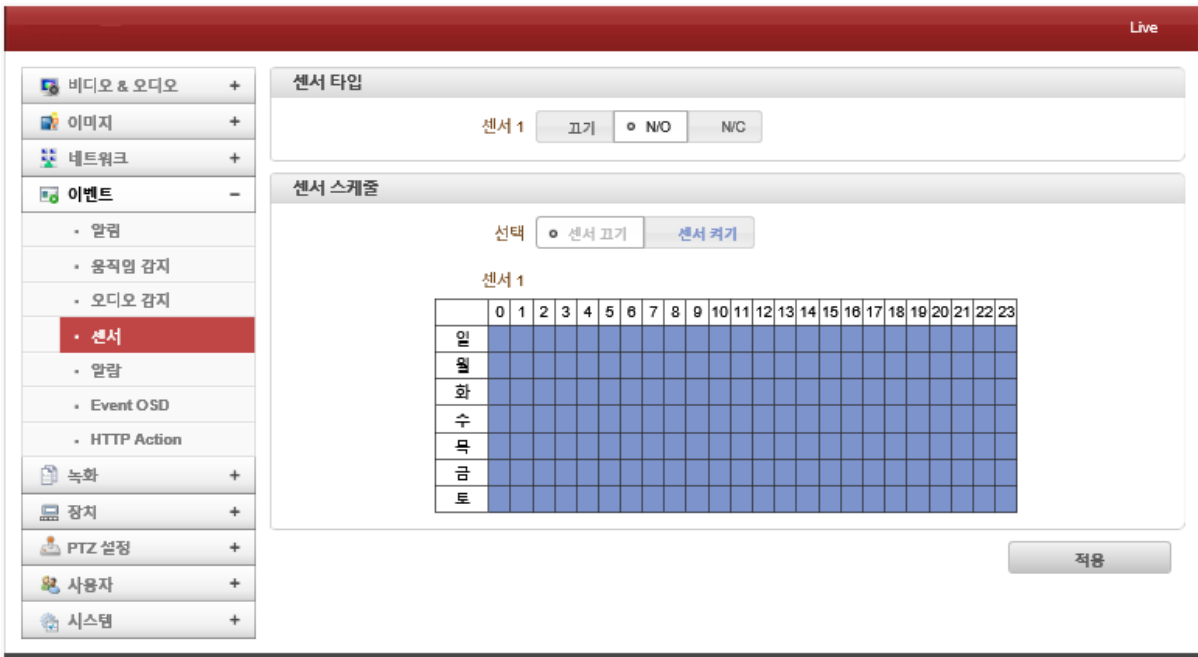 Live
비디오 & 오디오 +
이미지 +
네트워크 +
이벤트 −
알림
움직임 감지
오디오 감지
센서
알람
Event OSD
HTTP Action
녹화 +
장치 +
PTZ 설정 +
사용자 +
시스템 +
센서 타입
센서 1 끄기 N/O N/C
센서 스케줄
선택 센서 끄기 센서 켜기
센서 1
0 1 2 3 4 5 6 7 8 9 10 11 12 13 14 15 16 17 18 19 20 21 22 23
일
월
화
수
목
금
토
적용